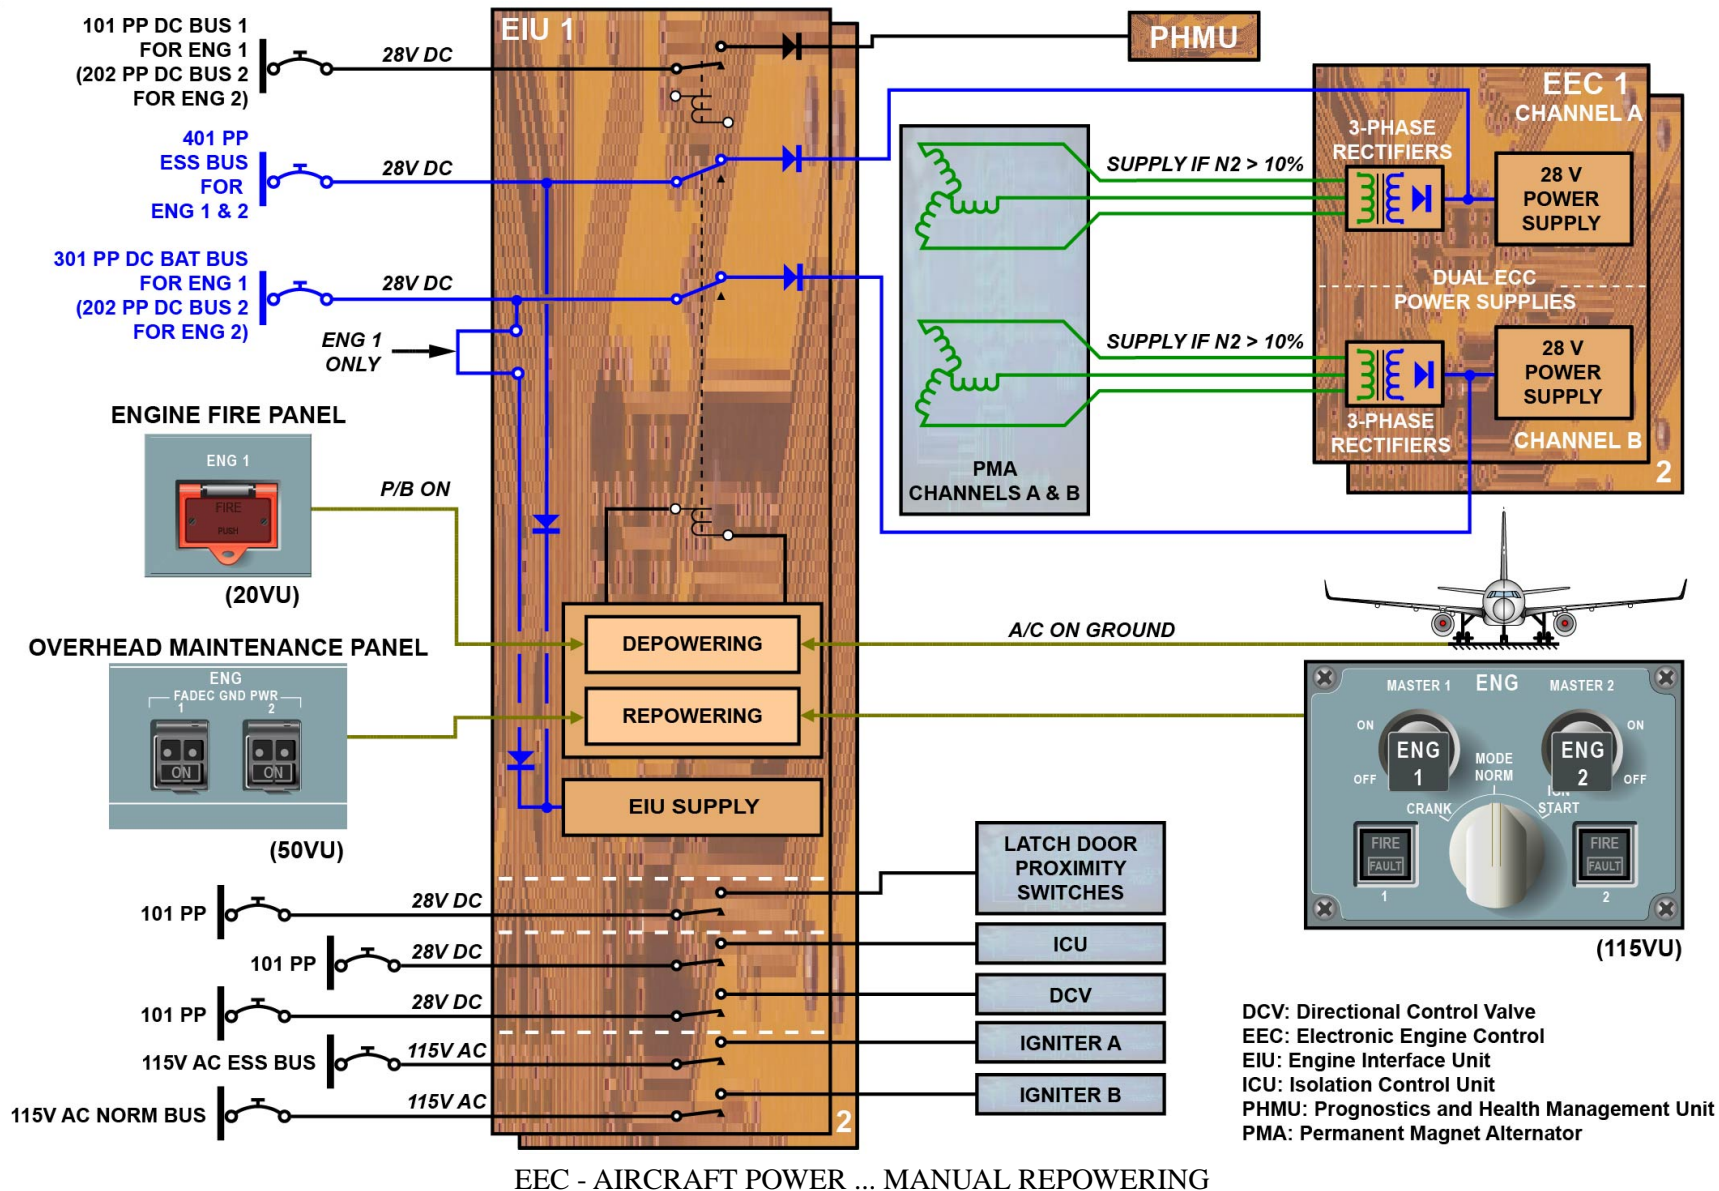 101 PP DC BUS 1
FOR ENG 1
(202 PP DC BUS 2
FOR ENG 2)
28V DC
EIU 1
PHMU
401 PP
ESS BUS
FOR
ENG 1 & 2
28V DC
301 PP DC BAT BUS
FOR ENG 1
(202 PP DC BUS 2
FOR ENG 2)
28V DC
ENG 1
ONLY
SUPPLY IF N2 > 10%
SUPPLY IF N2 > 10%
PMA
CHANNELS A & B
EEC 1
CHANNEL A
3-PHASE
RECTIFIERS
28 V
POWER
SUPPLY
DUAL ECC
POWER SUPPLIES
28 V
POWER
SUPPLY
3-PHASE
RECTIFIERS
CHANNEL B
2
ENGINE FIRE PANEL
ENG 1
FIRE
PUSH
(20VU)
P/B ON
OVERHEAD MAINTENANCE PANEL
ENG
FADEC GND PWR
1 2
ON ON
(50VU)
DEPOWERING
REPOWERING
EIU SUPPLY
A/C ON GROUND
MASTER 1 ENG MASTER 2
ON ON
ENG
1
ENG
2
OFF OFF
MODE
NORM
CRANK
IGN
START
FIRE
FAULT
1
FIRE
FAULT
2
(115VU)
101 PP 28V DC
LATCH DOOR
PROXIMITY
SWITCHES
101 PP 28V DC ICU
101 PP 28V DC DCV
115V AC ESS BUS 115V AC IGNITER A
115V AC NORM BUS 115V AC IGNITER B
2
DCV: Directional Control Valve
EEC: Electronic Engine Control
EIU: Engine Interface Unit
ICU: Isolation Control Unit
PHMU: Prognostics and Health Management Unit
PMA: Permanent Magnet Alternator
EEC - AIRCRAFT POWER ... MANUAL REPOWERING